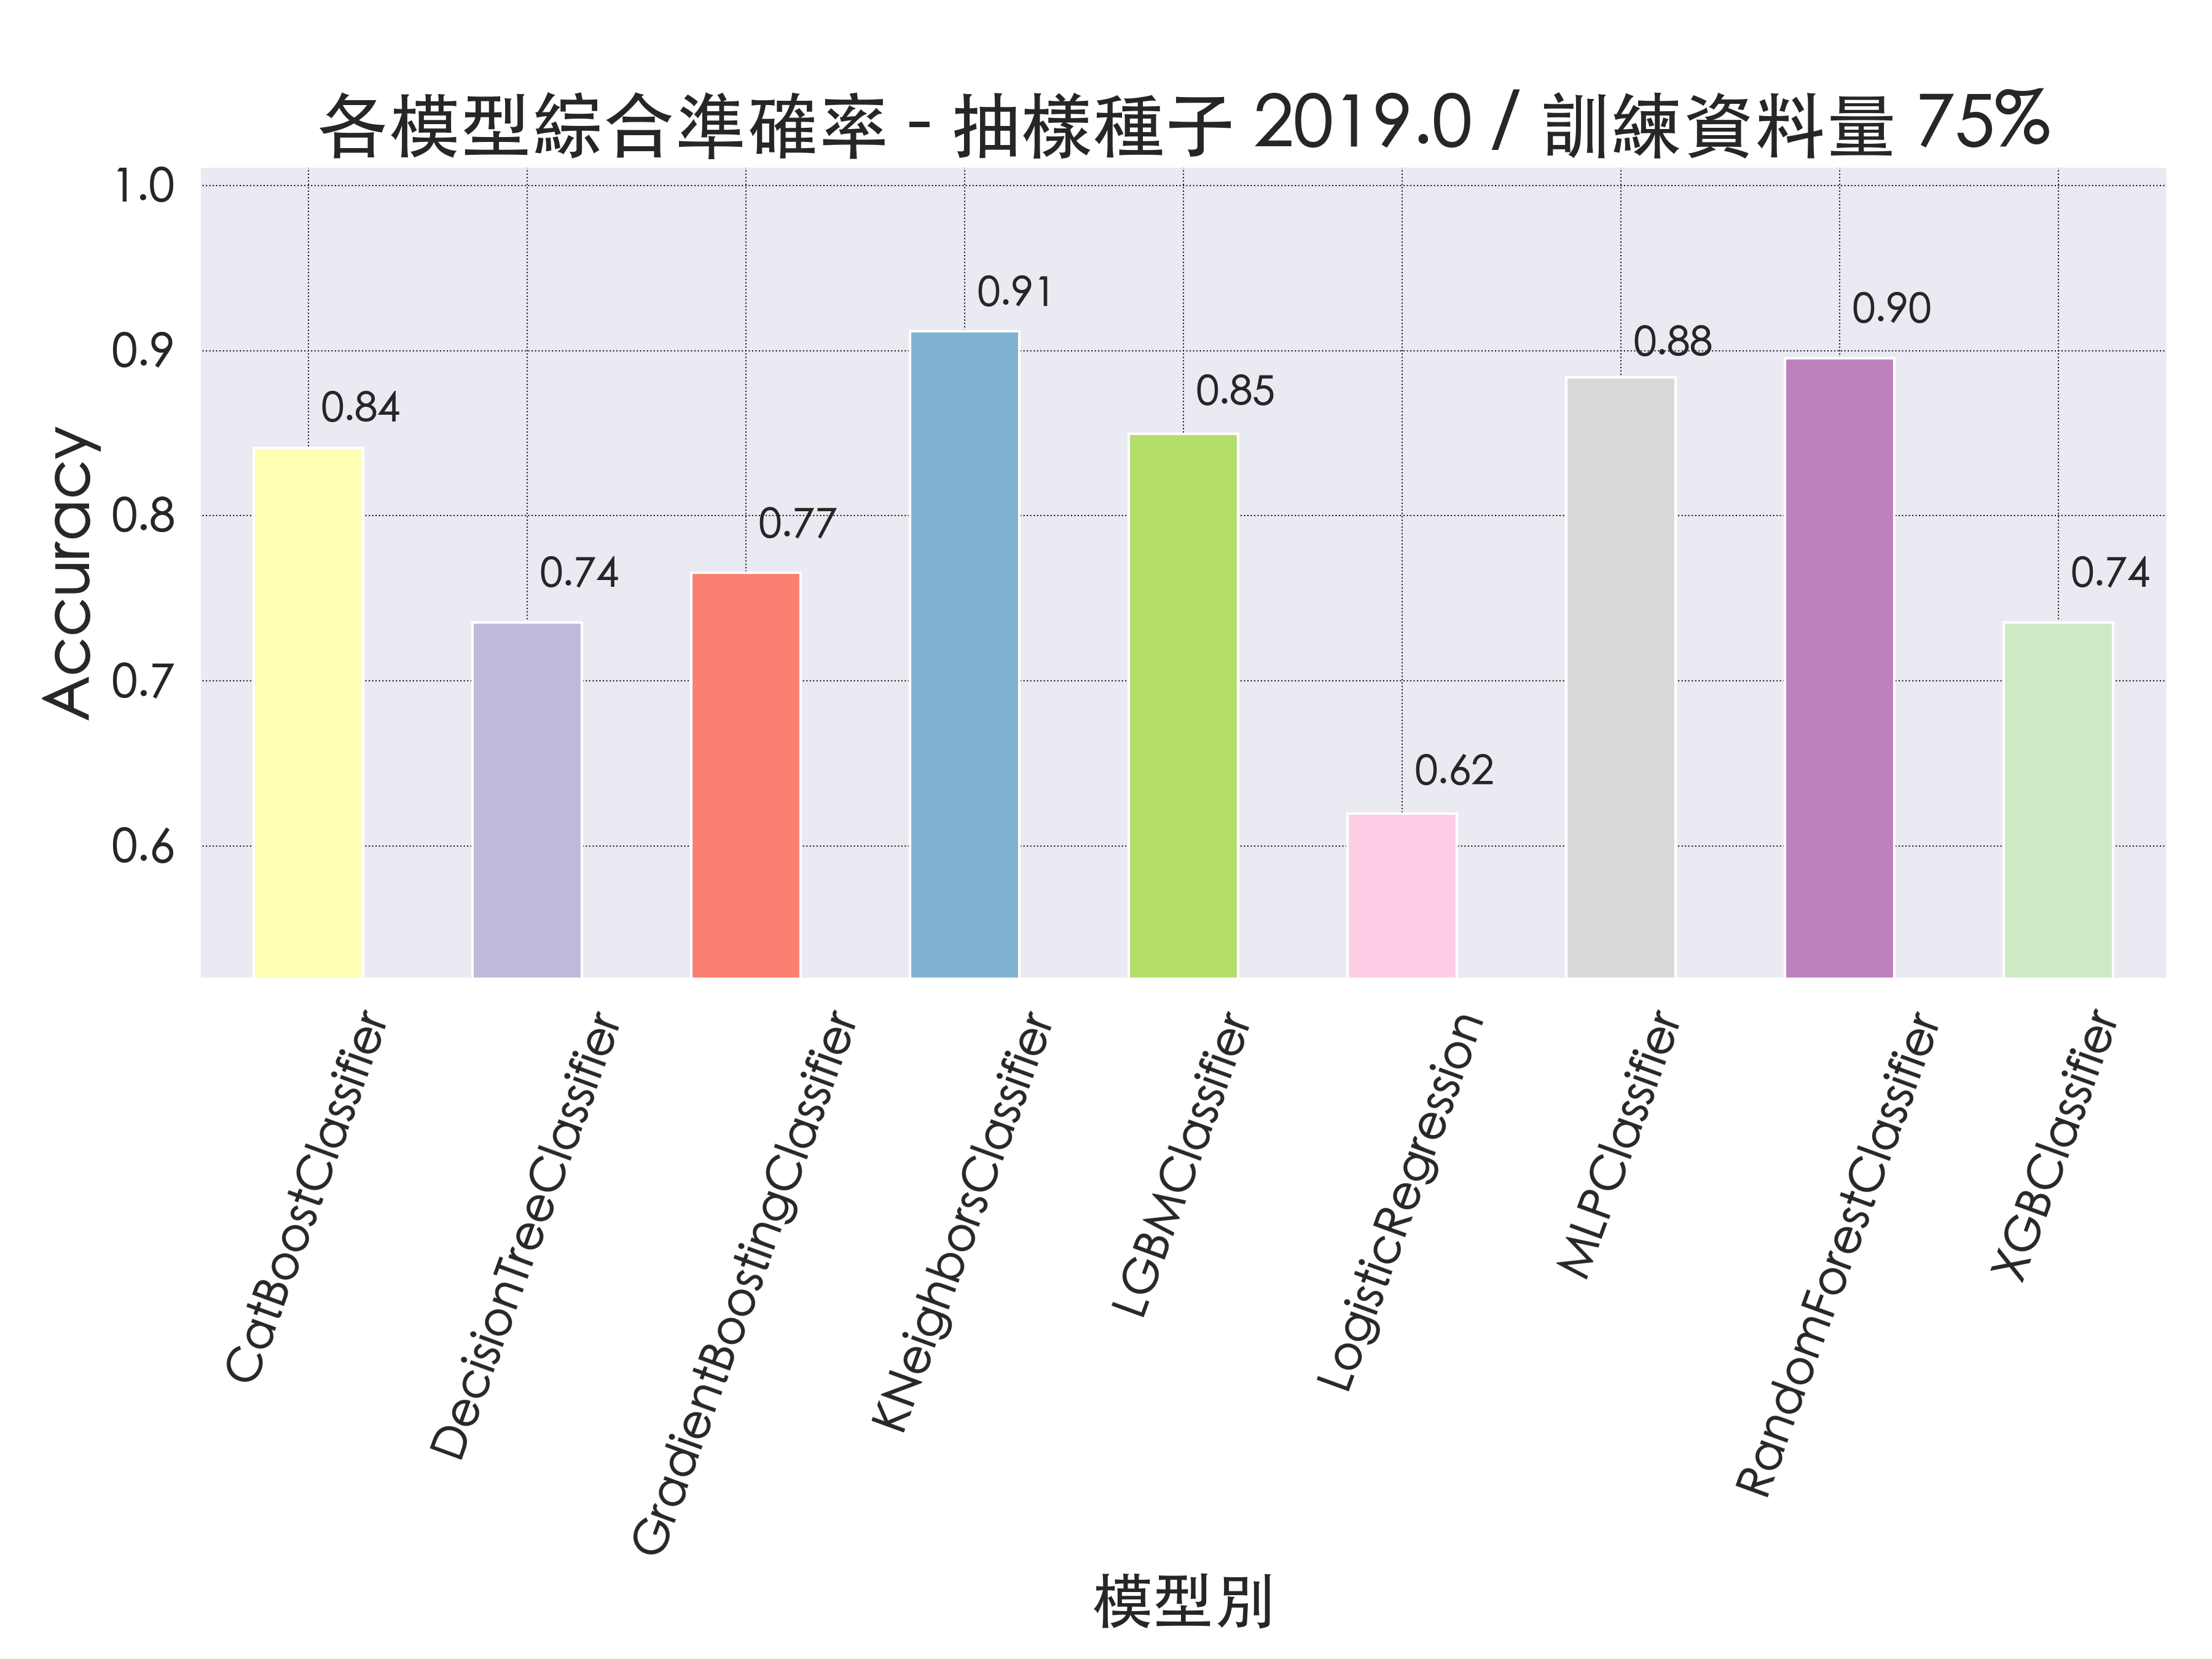 各模型綜合準確率 - 抽樣種子 2019.0 / 訓練資料量 75%
Accuracy
1.0
0.9
0.8
0.7
0.6
0.84
0.74
0.77
0.91
0.85
0.62
0.88
0.90
0.74
CatBoostClassifier
DecisionTreeClassifier
GradientBoostingClassifier
KNeighborsClassifier
LGBMClassifier
LogisticRegression
MLPClassifier
RandomForestClassifier
XGBClassifier
模型別